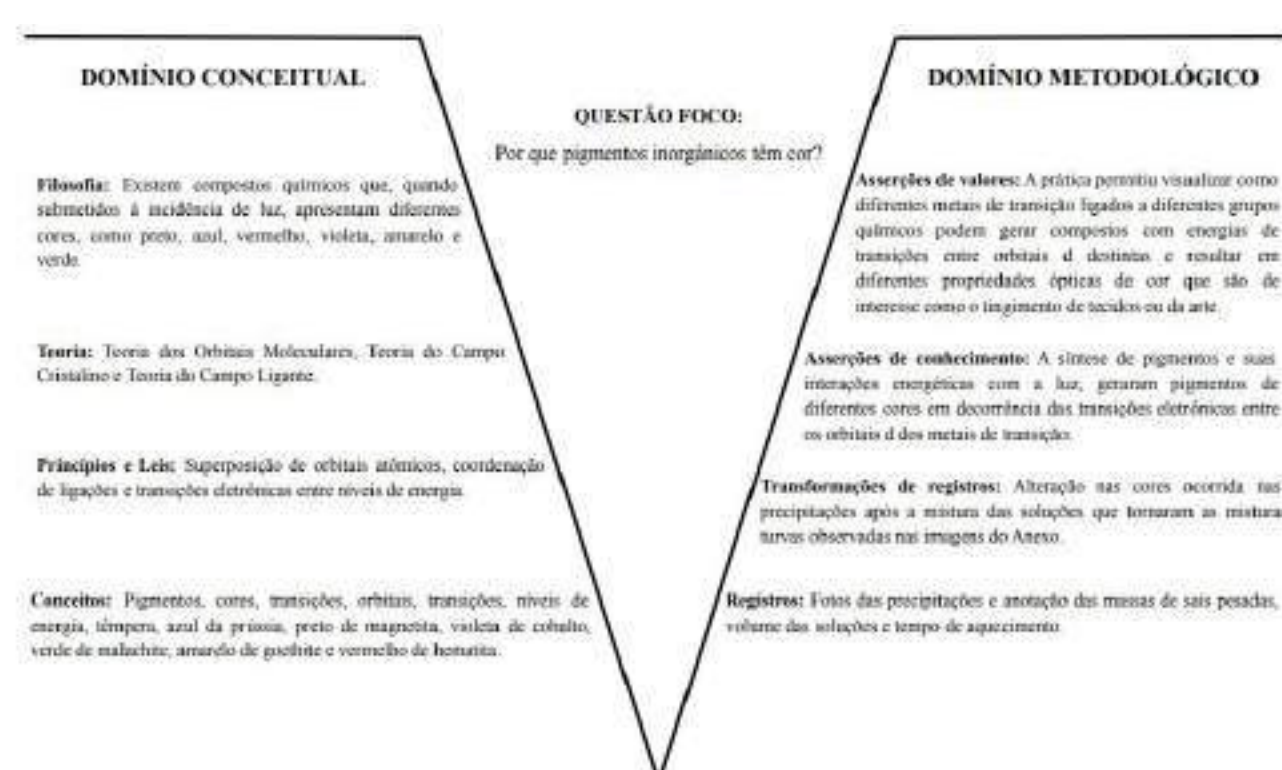 DOMÍNIO CONCEITUAL
Filosofia: Existem compostos químicos que, quando
submetidos à incidência de luz, apresentam diferentes
cores, como preto, azul, vermelho, violeta, amarelo e
verde.
Teoria: Teoria dos Orbitais Moleculares, Teoria do Campo
Cristalino e Teoria do Campo Ligante.
Princípios e Leis: Superposição de orbitais atômicos, coordenação
de ligações e transições eletrônicas entre níveis de energia.
Conceitos: Pigmentos, cores, transições, orbitais, transições, níveis de
energia, têmpera, azul da prússia, preto de magnetita, violeta de cobalto,
verde de malachite, amarelo de goethite e vermelho de hematita.
QUESTÃO FOCO:
Por que pigmentos inorgânicos têm cor?
DOMÍNIO METODOLÓGICO
Asserções de valores: A prática permitiu visualizar como
diferentes metais de transição ligados a diferentes grupos
químicos podem gerar compostos com energias de
transições entre orbitais d destintas e resultar em
diferentes propriedades ópticas de cor que são de
interesse como o tingimento de tecidos ou da arte.
Asserções de conhecimento: A síntese de pigmentos e suas
interações energéticas com a luz, geraram pigmentos de
diferentes cores em decorrência das transições eletrônicas entre
os orbitais d dos metais de transição.
Transformações de registros: Alteração nas cores ocorrida nas
precipitações após a mistura das soluções que tornaram as mistura
turvas observadas nas imagens do Anexo.
Registros: Fotos das precipitações e anotação das massas de sais pesadas,
volume das soluções e tempo de aquecimento.